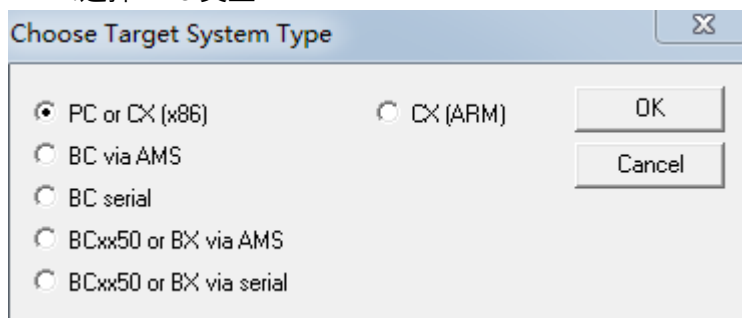 Choose Target System Type
PC or CX (x86)
CX (ARM)
OK
BC via AMS
Cancel
BC serial
BCxx50 or BX via AMS
BCxx50 or BX via serial